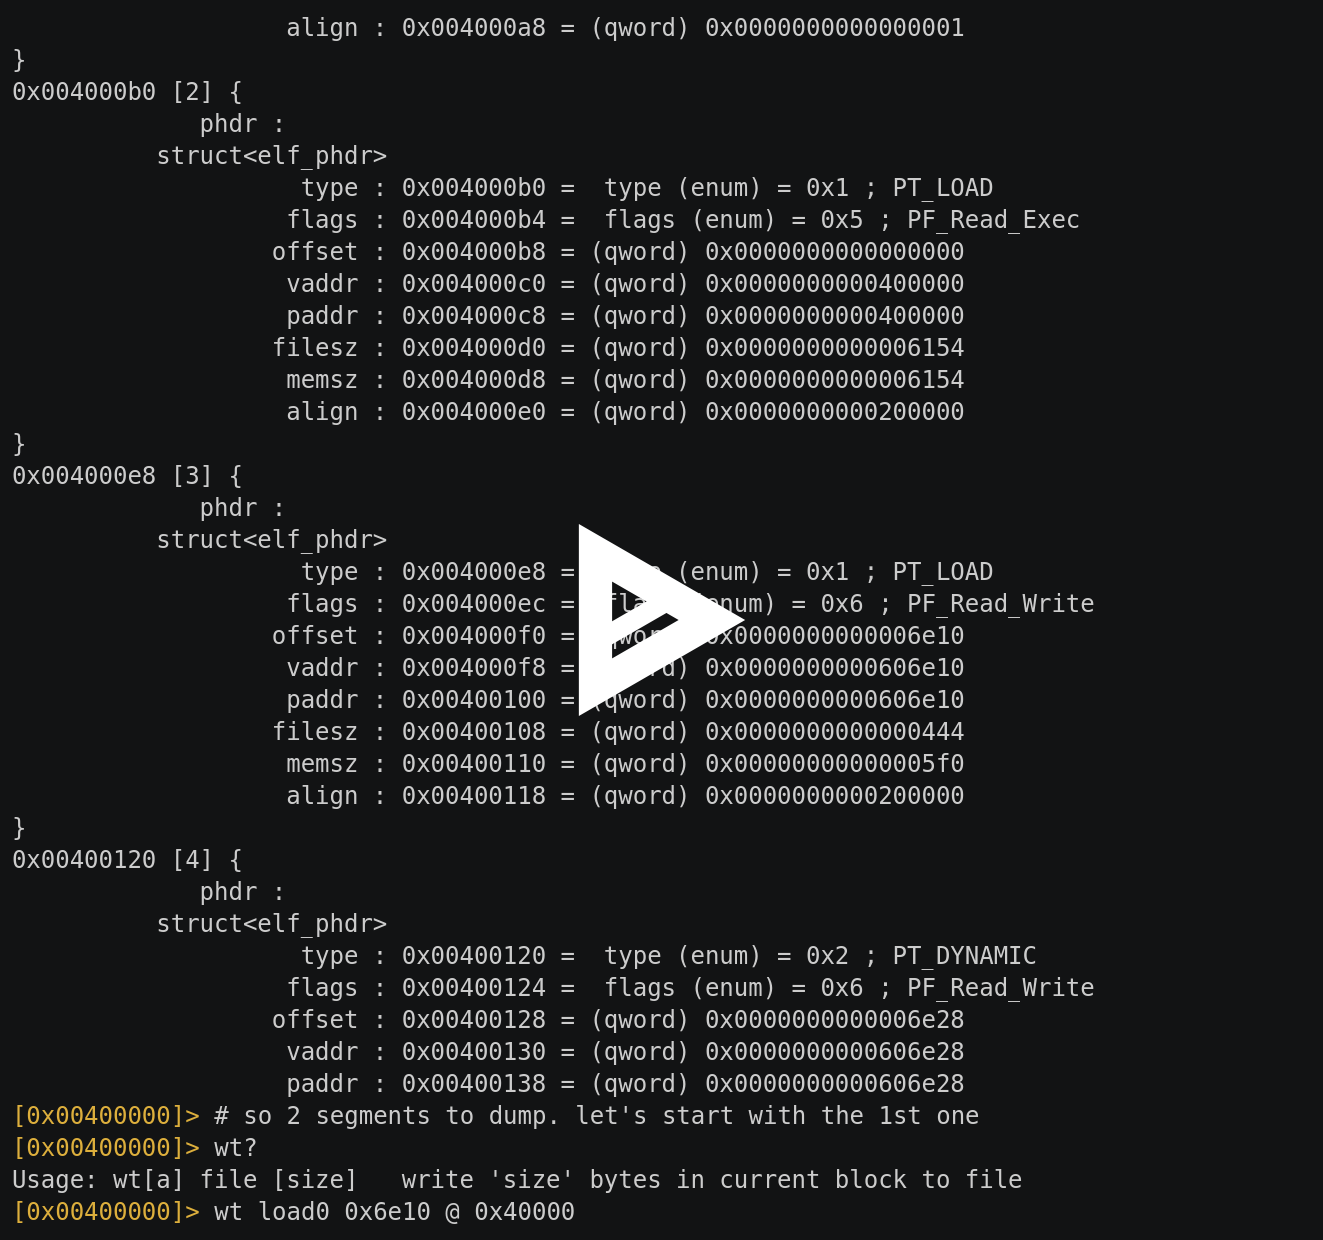 align : 0x004000a8 = (qword) 0x0000000000000001
}
0x004000b0 [2] {
phdr :
struct<elf_phdr>
type : 0x004000b0 =  type (enum) = 0x1 ; PT_LOAD
flags : 0x004000b4 =  flags (enum) = 0x5 ; PF_Read_Exec
offset : 0x004000b8 = (qword) 0x0000000000000000
vaddr : 0x004000c0 = (qword) 0x0000000000400000
paddr : 0x004000c8 = (qword) 0x0000000000400000
filesz : 0x004000d0 = (qword) 0x0000000000006154
memsz : 0x004000d8 = (qword) 0x0000000000006154
align : 0x004000e0 = (qword) 0x0000000000200000
}
0x004000e8 [3] {
phdr :
struct<elf_phdr>
type : 0x004000e8 = (enum) = 0x1 ; PT_LOAD
flags : 0x004000ec = = 0x6 ; PF_Read_Write
offset : 0x004000f0 = 0x0000000000006e10
vaddr : 0x004000f8 = 0x0000000000606e10
paddr : 0x00400100 = (qword) 0x0000000000606e10
filesz : 0x00400108 = (qword) 0x0000000000000444
memsz : 0x00400110 = (qword) 0x00000000000005f0
align : 0x00400118 = (qword) 0x0000000000200000
}
0x00400120 [4] {
phdr :
struct<elf_phdr>
type : 0x00400120 =  type (enum) = 0x2 ; PT_DYNAMIC
flags : 0x00400124 =  flags (enum) = 0x6 ; PF_Read_Write
offset : 0x00400128 = (qword) 0x0000000000006e28
vaddr : 0x00400130 = (qword) 0x0000000000606e28
paddr : 0x00400138 = (qword) 0x0000000000606e28
[0x00400000]> # so 2 segments to dump. let's start with the 1st one
[0x00400000]> wt?
Usage: wt[a] file [size]   write 'size' bytes in current block to file
[0x00400000]> wt load0 0x6e10 @ 0x40000